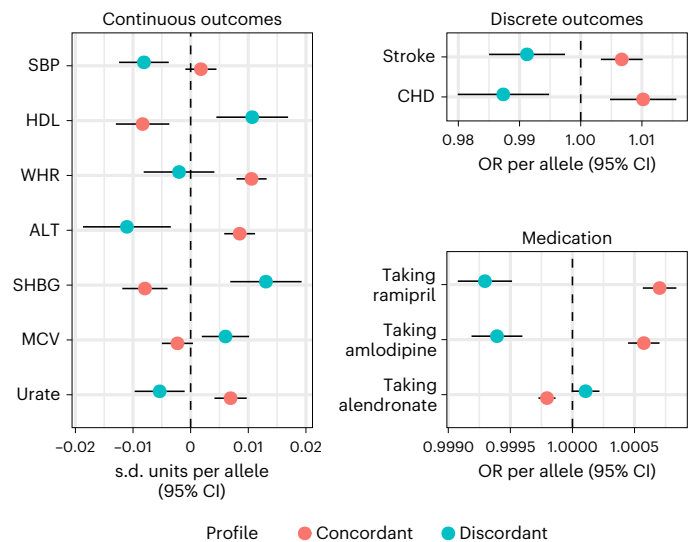 Continuous outcomes
SBP
HDL
WHR
ALT
SHBG
MCV
Urate
−0.02 −0.01 0 0.01 0.02
s.d. units per allele
(95% CI)
Discrete outcomes
Stroke
CHD
0.98 0.99 1.00 1.01
OR per allele (95% CI)
Medication
Taking
ramipril
Taking
amlodipine
Taking
alendronate
0.9990 0.9995 1.0000 1.0005
OR per allele (95% CI)
Profile Concordant Discordant